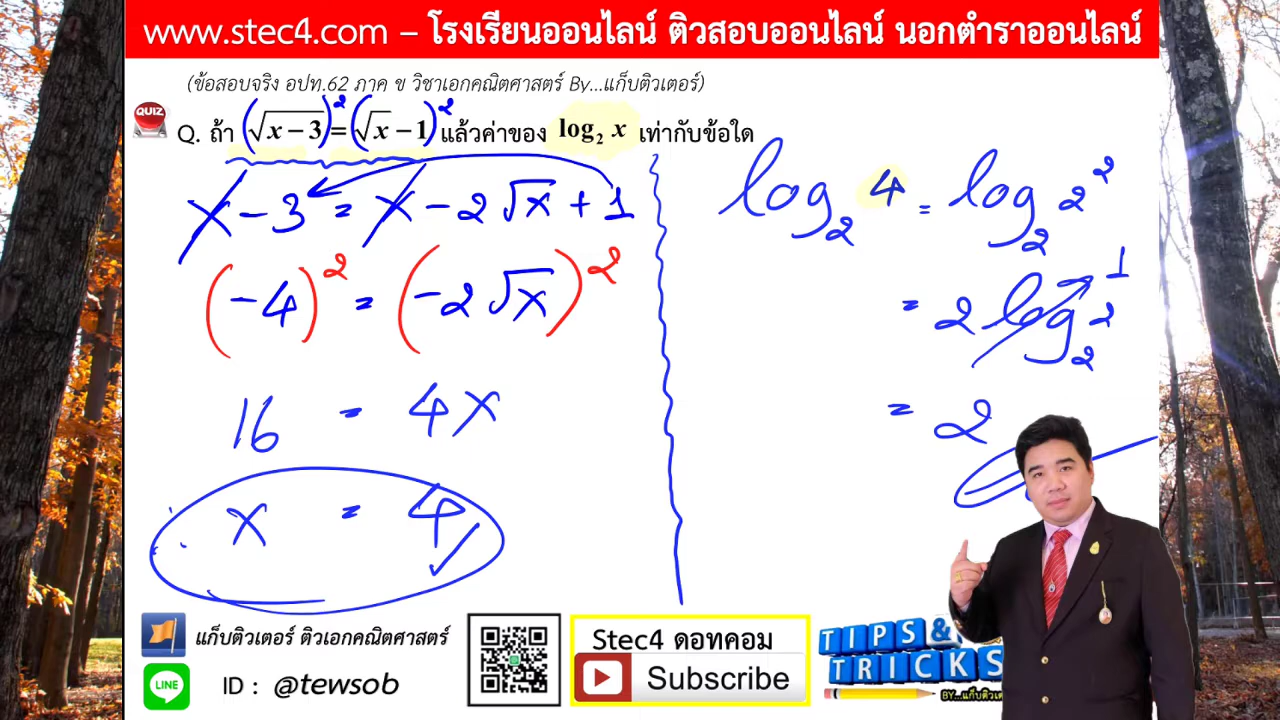 www.stec4.com – โรงเรียนออนไลน์ ติวสอบออนไลน์ นอกตำราออนไลน์
(ข้อสอบจริง อปท.62 ภาค ข วิชาเอกคณิตศาสตร์ By...แก็บติวเตอร์)
QUIZ
Q. ถ้า (√x – 3)² = (√x – 1)² แล้วค่าของ log₂ x เท่ากับข้อใด
x – 3 = x – 2√x + 1
(–4)² = (–2√x)²
16 = 4x
x = 4 ✓
log₂ 4 = log₂ 2²
= 2 log₂ 2 1
= 2
แก็บติวเตอร์ ติวเอกคณิตศาสตร์
LINE
ID : @tewsob
Stec4 ดอทคอม
Subscribe
TIPS &
TRICKS